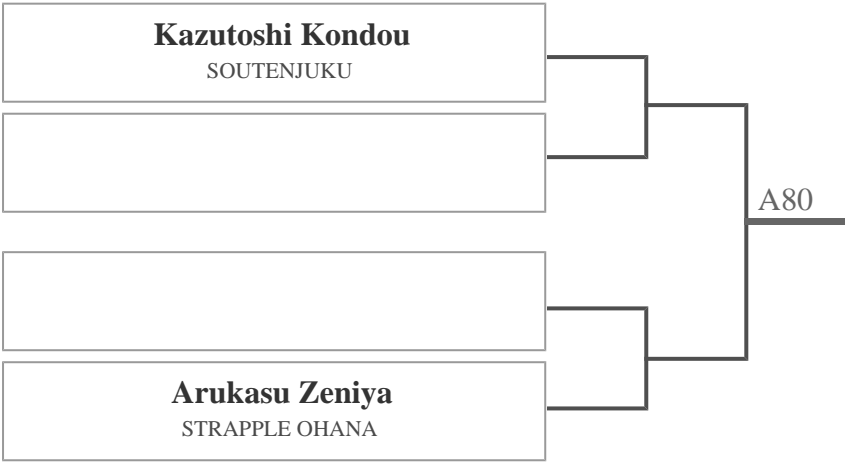 Kazutoshi Kondou
SOUTENJUKU
A80
Arukasu Zeniya
STRAPPLE OHANA